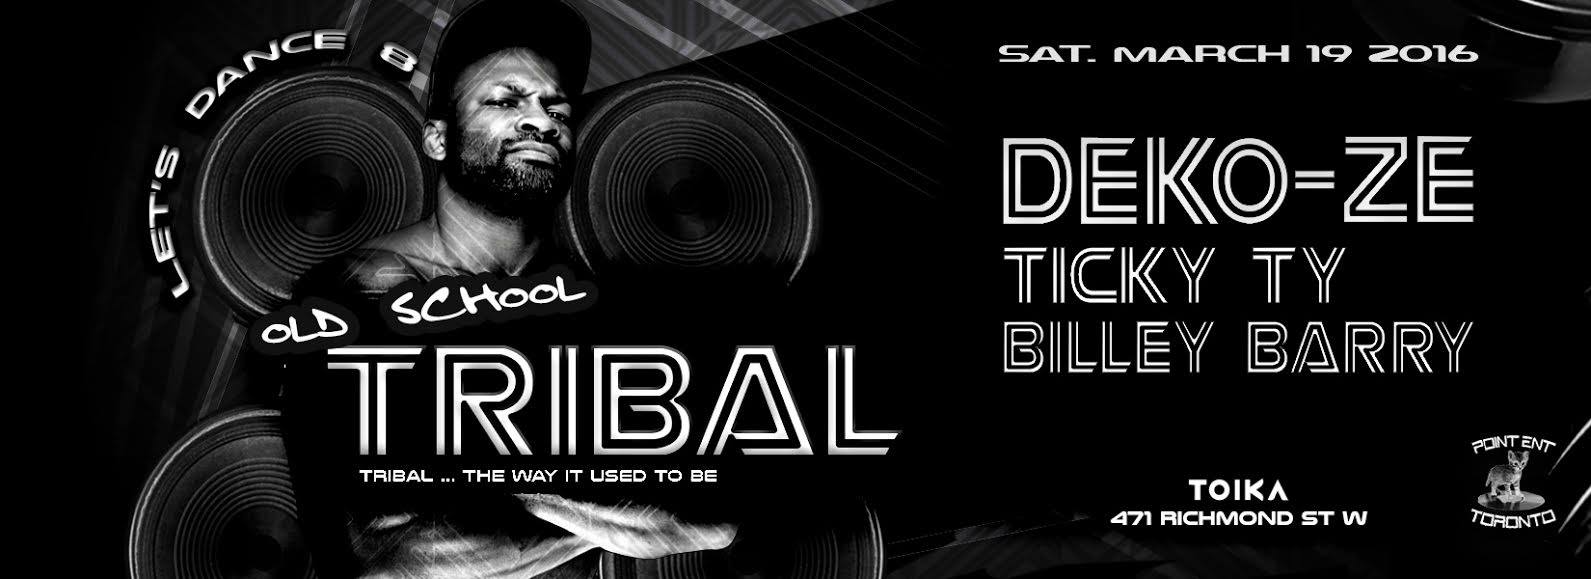 LET'S DANCE 8
OLD SCHOOL
TRIBAL
TRIBAL ... THE WAY IT USED TO BE
SAT. MARCH 19 2016
DEKO-ZE
TICKY TY
BILLEY BARRY
TOIKA
471 RICHMOND ST W
POINT ENT
TORONTO